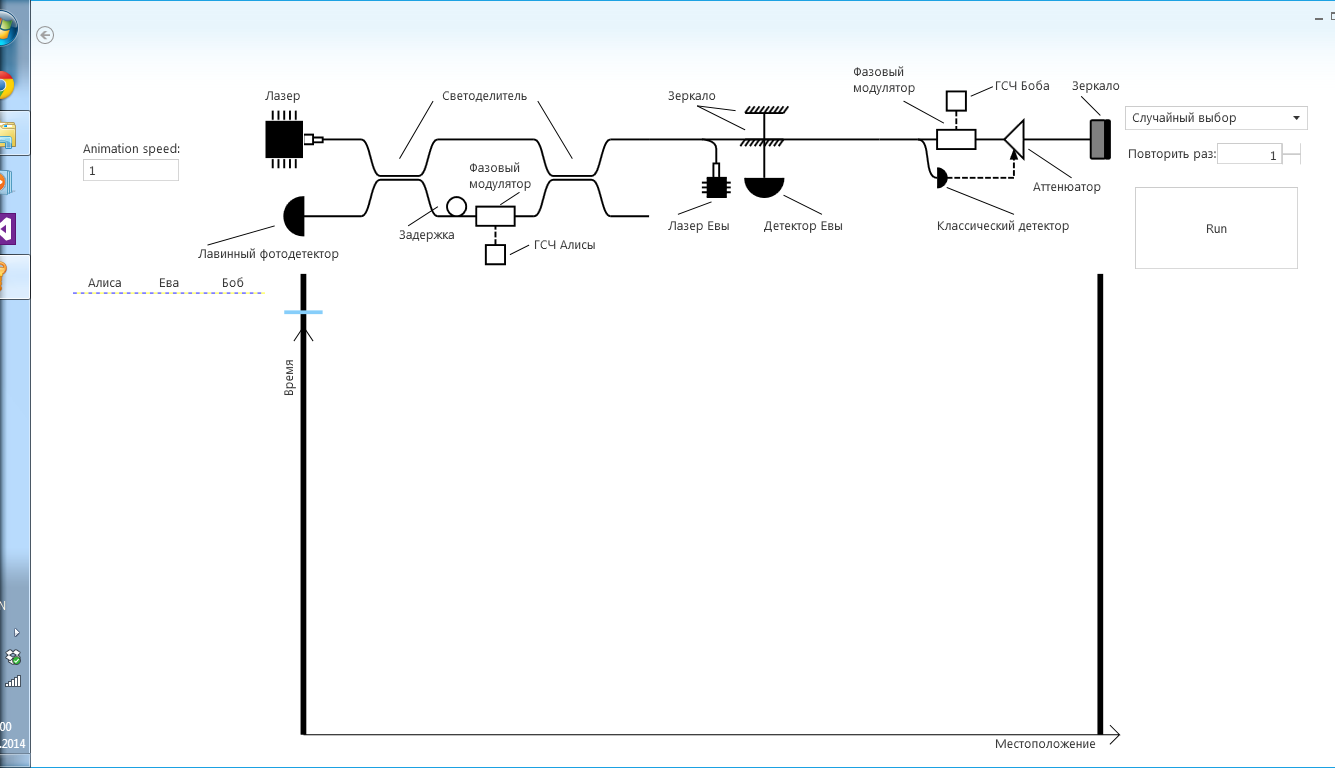 Фазовый
модулятор
ГСЧ Боба
Зеркало
Лазер
Светоделитель
Зеркало
Случайный выбор
Animation speed:
1
Повторить раз:
1
Фазовый
модулятор
Аттенюатор
Задержка
Лазер Евы
Детектор Евы
Классический детектор
Run
ГСЧ Алисы
Лавинный фотодетектор
Алиса Ева Боб
Время
N
00
.2014
Местоположение